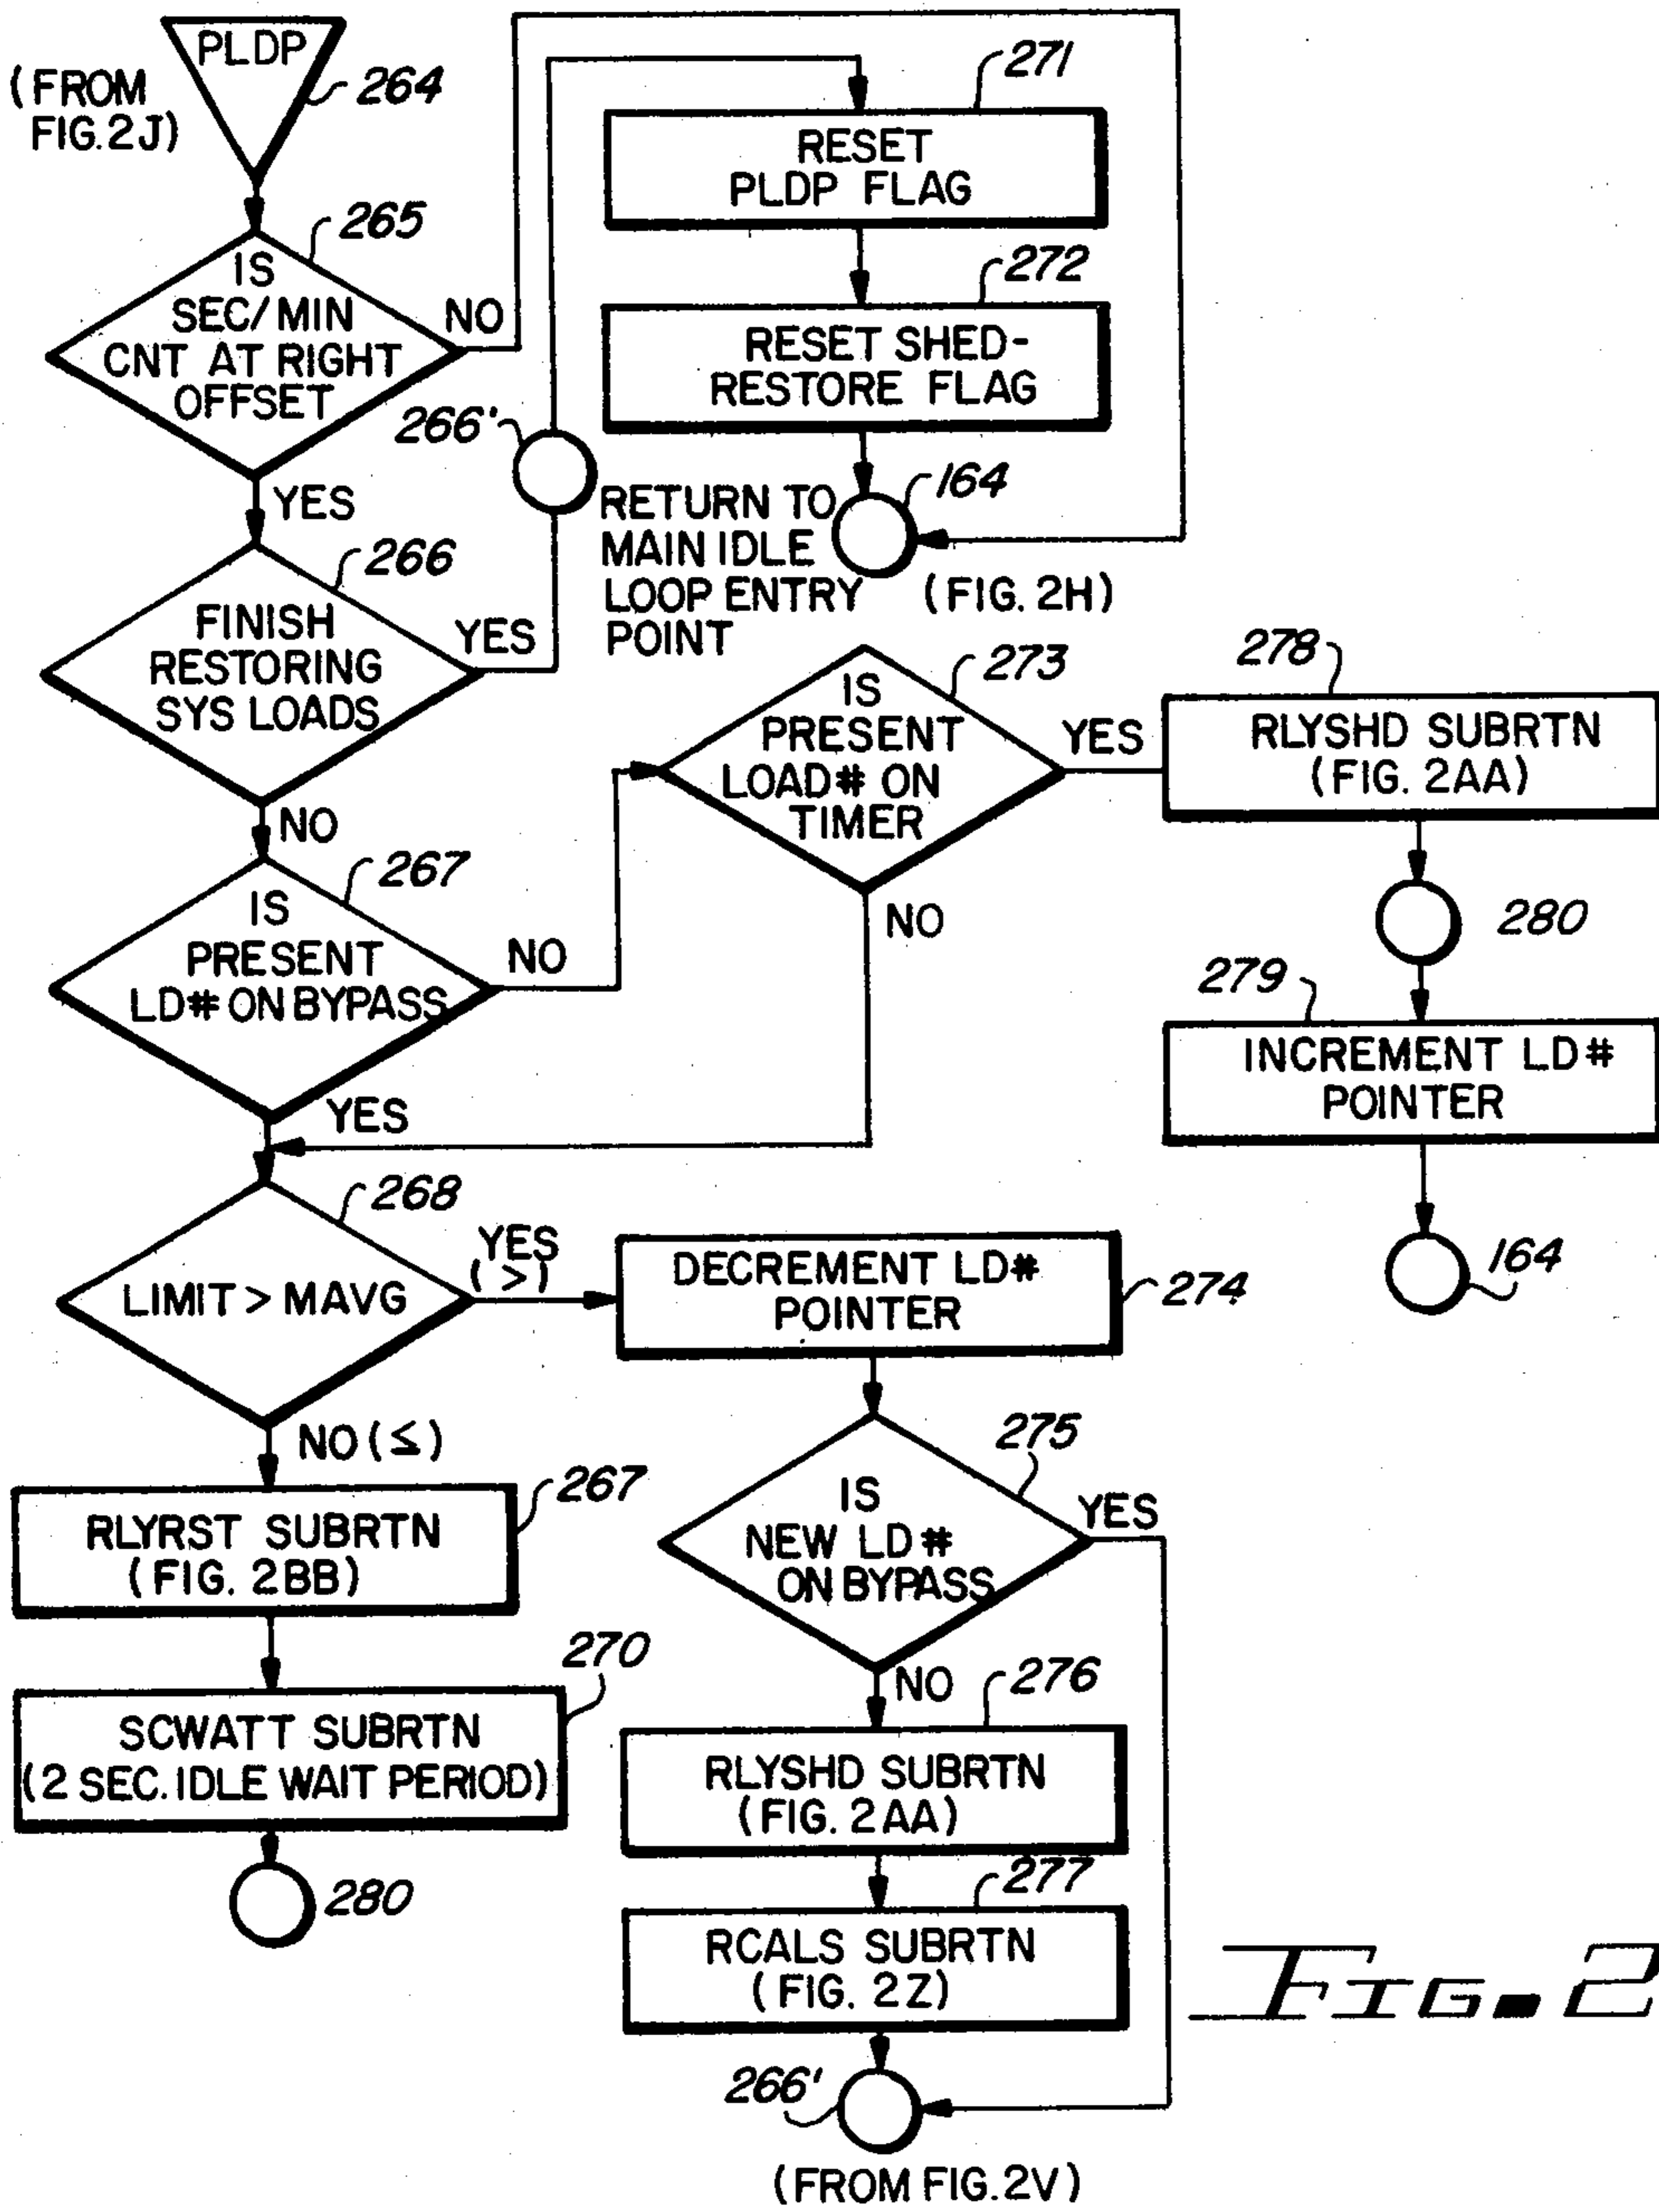 PLDP
(FROM
FIG.2J)
264
265
IS
SEC/MIN
CNT AT RIGHT
OFFSET
NO
YES
266'
271
RESET
PLDP FLAG
272
RESET SHED-
RESTORE FLAG
164
RETURN TO
MAIN IDLE
LOOP ENTRY
POINT
(FIG. 2H)
266
FINISH
RESTORING
SYS LOADS
YES
NO
267
IS
PRESENT
LD# ON BYPASS
NO
YES
273
IS
PRESENT
LOAD# ON
TIMER
YES
NO
278
RLYSHD SUBRTN
(FIG. 2AA)
280
279
INCREMENT LD#
POINTER
164
268
LIMIT > MAVG
YES
(>)
NO (≤)
DECREMENT LD#
POINTER
274
267
RLYRST SUBRTN
(FIG. 2BB)
270
SCWATT SUBRTN
(2 SEC. IDLE WAIT PERIOD)
280
275
IS
NEW LD#
ON BYPASS
YES
NO
276
RLYSHD SUBRTN
(FIG. 2AA)
277
RCALS SUBRTN
(FIG. 2Z)
266'
(FROM FIG. 2V)
FIG. 2